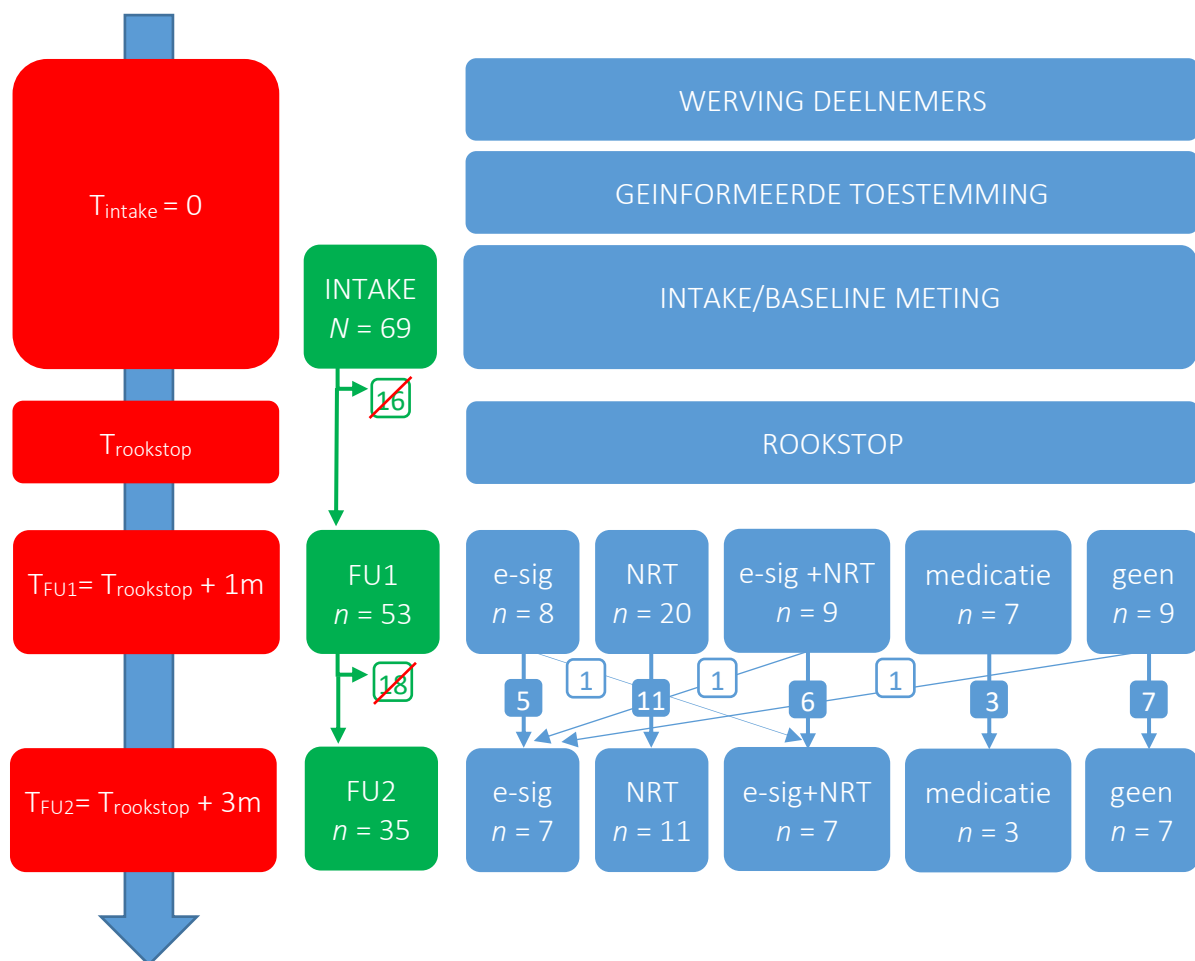 WERVING DEELNEMERS
GEINFORMEERDE TOESTEMMING
Tintake = 0
INTAKE
N = 69
INTAKE/BASELINE METING
16
Trookstop
ROOKSTOP
TFU1= Trookstop + 1m
FU1
n = 53
e-sig
n = 8
NRT
n = 20
e-sig +NRT
n = 9
medicatie
n = 7
geen
n = 9
18
1
1
1
5
11
6
3
7
TFU2= Trookstop + 3m
FU2
n = 35
e-sig
n = 7
NRT
n = 11
e-sig+NRT
n = 7
medicatie
n = 3
geen
n = 7